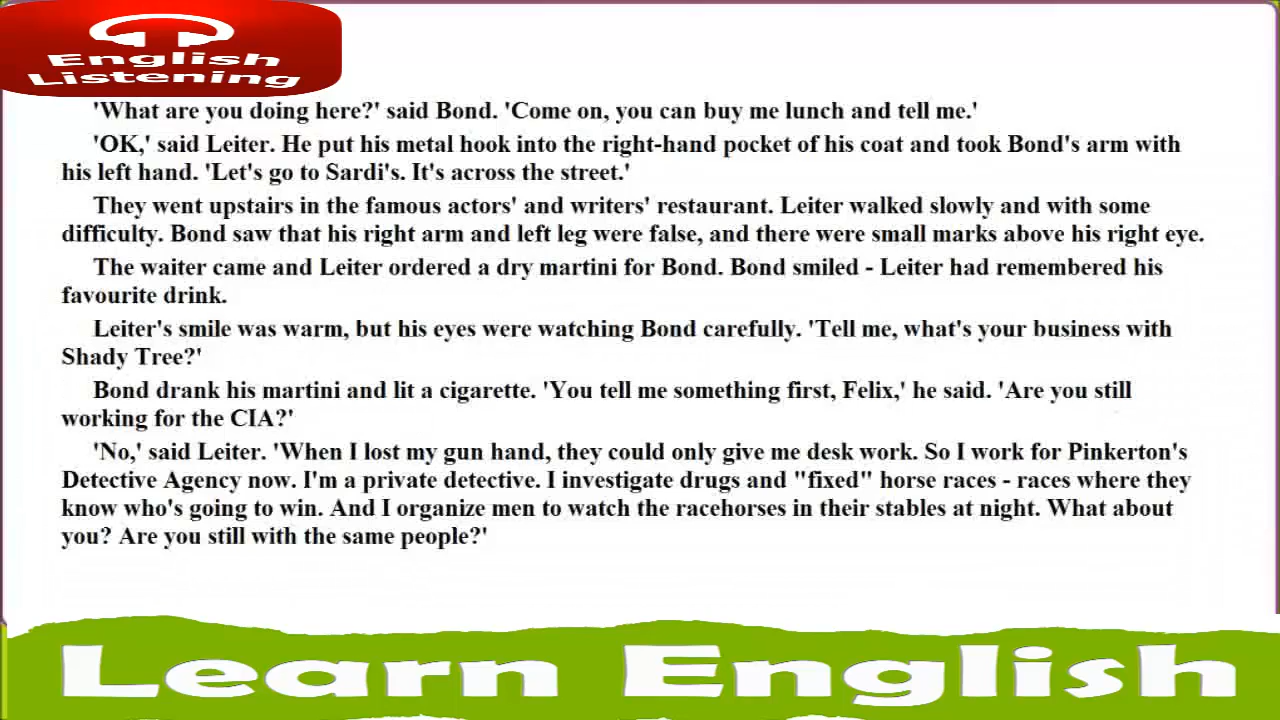 English
Listening
'What are you doing here?' said Bond. 'Come on, you can buy me lunch and tell me.'
'OK,' said Leiter. He put his metal hook into the right-hand pocket of his coat and took Bond's arm with
his left hand. 'Let's go to Sardi's. It's across the street.'
They went upstairs in the famous actors' and writers' restaurant. Leiter walked slowly and with some
difficulty. Bond saw that his right arm and left leg were false, and there were small marks above his right eye.
The waiter came and Leiter ordered a dry martini for Bond. Bond smiled - Leiter had remembered his
favourite drink.
Leiter's smile was warm, but his eyes were watching Bond carefully. 'Tell me, what's your business with
Shady Tree?'
Bond drank his martini and lit a cigarette. 'You tell me something first, Felix,' he said. 'Are you still
working for the CIA?'
'No,' said Leiter. 'When I lost my gun hand, they could only give me desk work. So I work for Pinkerton's
Detective Agency now. I'm a private detective. I investigate drugs and "fixed" horse races - races where they
know who's going to win. And I organize men to watch the racehorses in their stables at night. What about
you? Are you still with the same people?'
Learn English